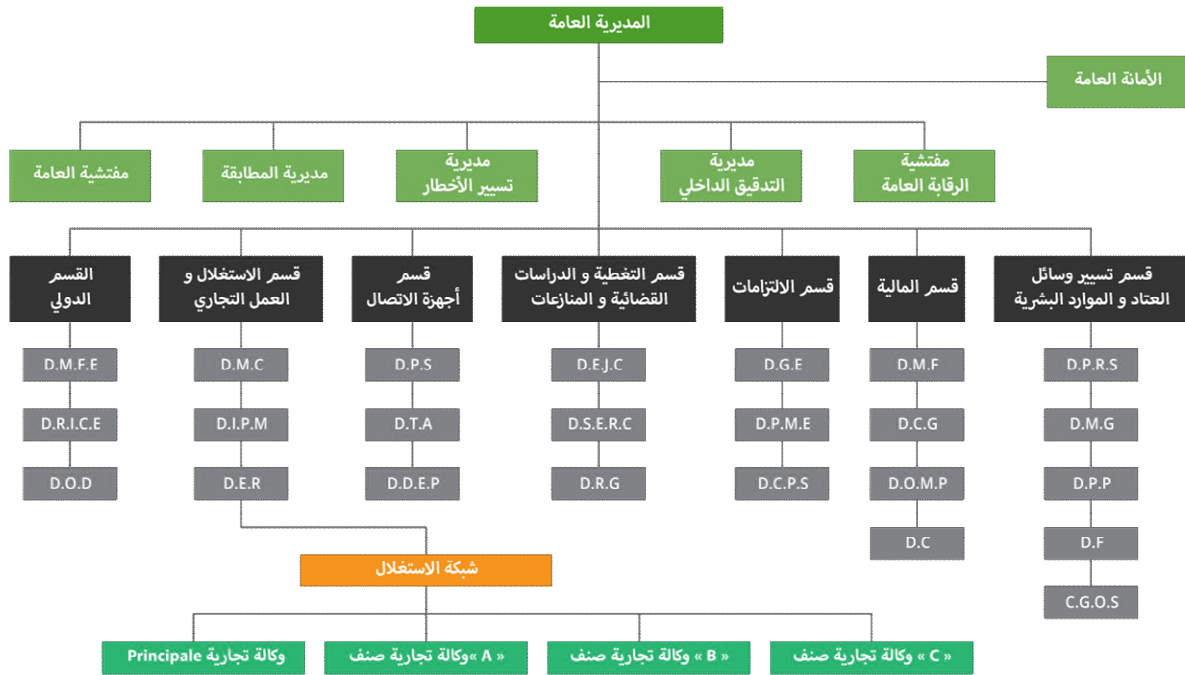 المديرية العامة
الأمانة العامة
مفتشية
الرقابة العامة
مديرية
التدقيق الداخلي
مديرية
تسيير الأخطار
مديرية المطابقة
مفتشية العامة
قسم تسيير وسائل
العتاد و الموارد البشرية
قسم المالية
قسم الالتزامات
قسم التغطية و الدراسات
القضائية و المنازعات
قسم
أجهزة الاتصال
قسم الاستغلال و
العمل التجاري
القسم
الدولي
D.P.R.S
D.M.F
D.G.E
D.E.J.C
D.P.S
D.M.C
D.M.F.E
D.M.G
D.C.G
D.P.M.E
D.S.E.R.C
D.T.A
D.I.P.M
D.R.I.C.E
D.P.P
D.O.M.P
D.C.P.S
D.R.G
D.D.E.P
D.E.R
D.O.D
D.F
D.C
C.G.O.S
شبكة الاستغلال
« C » وكالة تجارية صنف
« B » وكالة تجارية صنف
« A »وكالة تجارية صنف
وكالة تجارية Principale